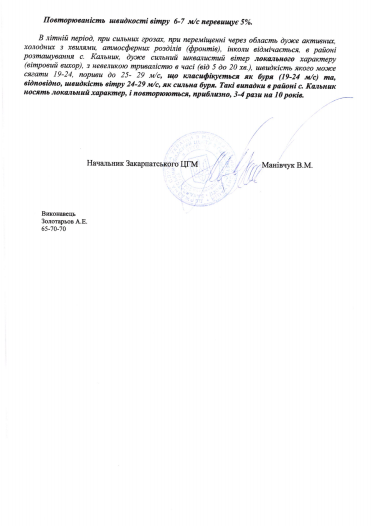 Повторюваність швидкості вітру 6-7 м/с перевищує 5%.
В літній період, при сильних грозах, при переміщенні через область дуже активних,
холодних з хвилями, атмосферних розділів (фронтів), інколи відмічається, в районі
розташування с. Кальник, дуже сильний шквалистий вітер локального характеру
(вітровий вихор), з невеликою тривалістю в часі (від 5 до 20 хв.), швидкість якого може
сягати 19-24, пориви до 25- 29 м/с, що класифікується як буря (19-24 м/с) та,
відповідно, швидкість вітру 24-29 м/с, як сильна буря. Такі випадки в районі с. Кальник
носять локальний характер, і повторюються, приблизно, 3-4 рази на 10 років.
Начальник Закарпатського ЦГМ Манівчук В.М.
Виконавець
Золотарьов А.Е.
65-70-70